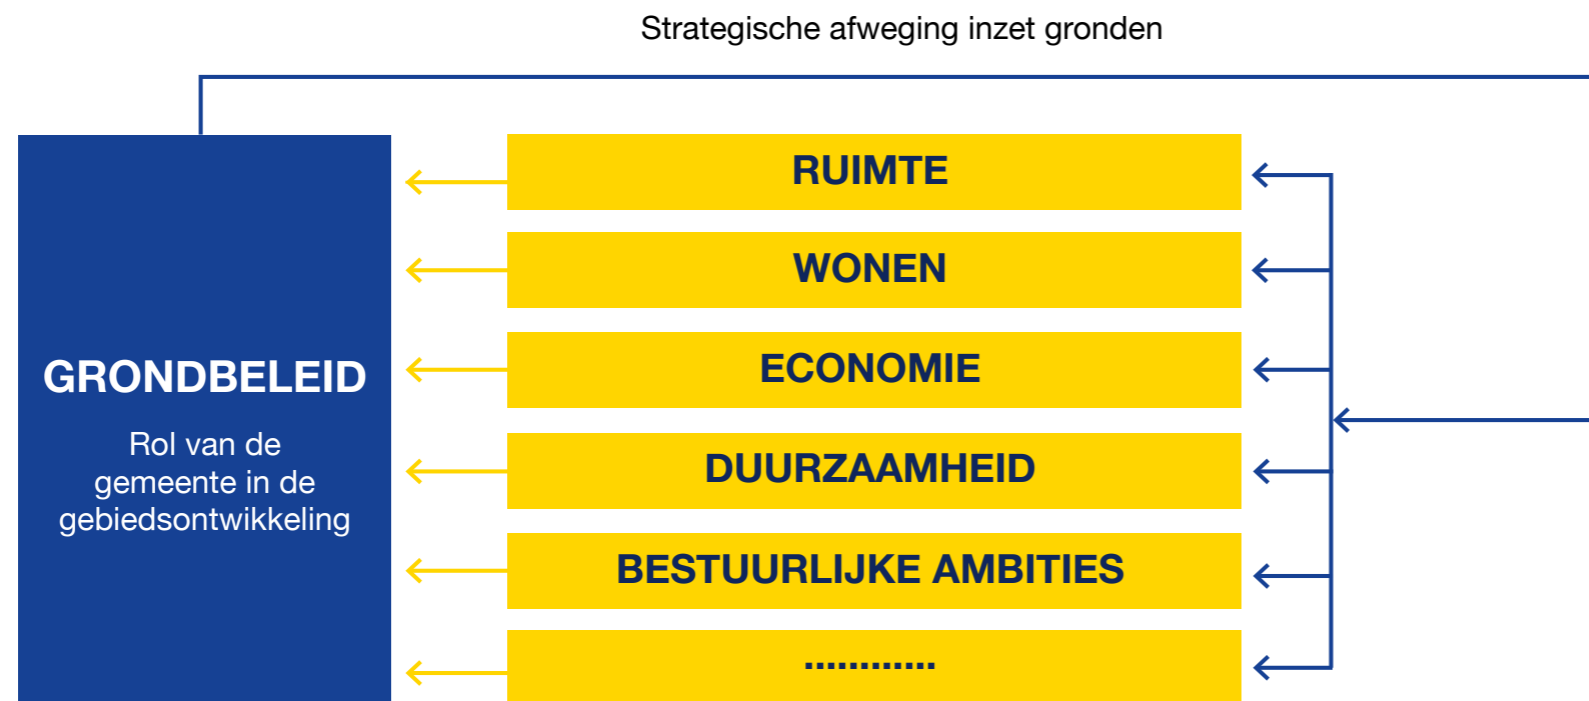 Strategische afweging inzet gronden
GRONDBELEID
Rol van de
gemeente in de
gebiedsontwikkeling
RUIMTE
WONEN
ECONOMIE
DUURZAAMHEID
BESTUURLIJKE AMBITIES
............